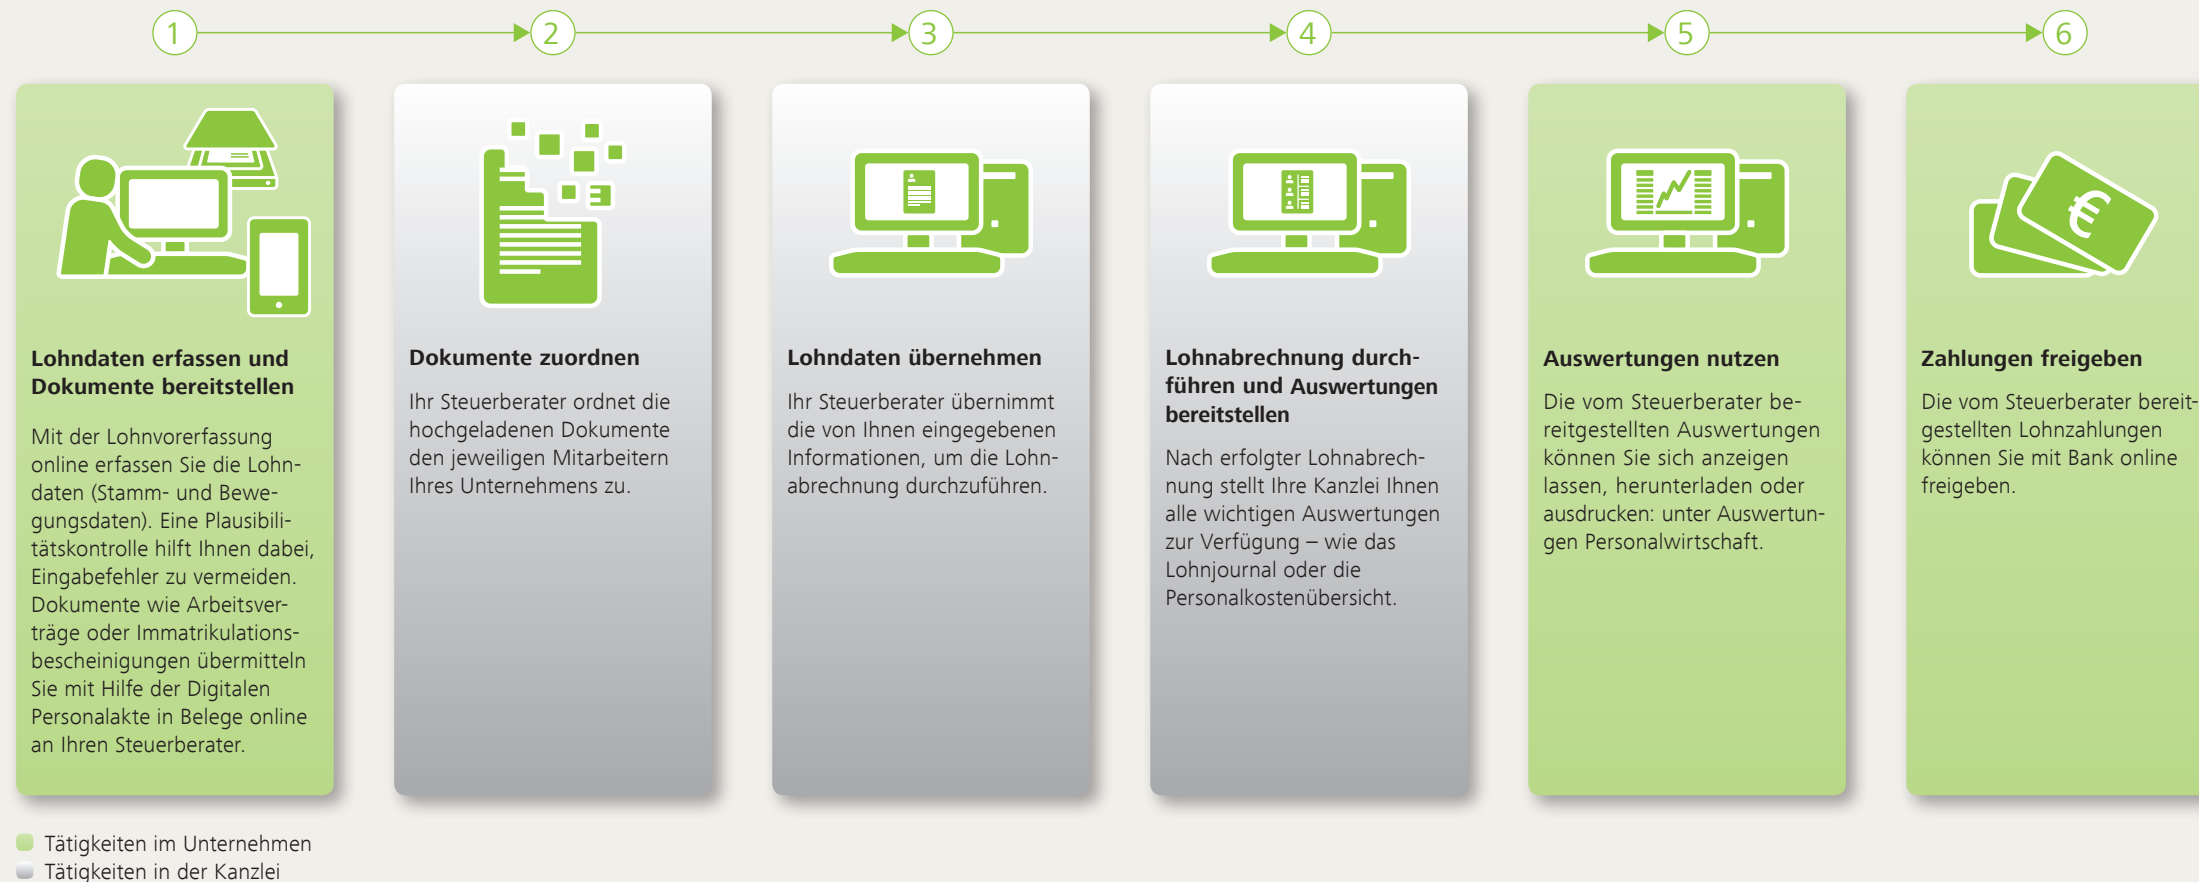 1
2
3
4
5
6
Lohndaten erfassen und
Dokumente bereitstellen
Mit der Lohnvorerfassung
online erfassen Sie die Lohn-
daten (Stamm- und Bewe-
gungsdaten). Eine Plausibili-
tätskontrolle hilft Ihnen dabei,
Eingabefehler zu vermeiden.
Dokumente wie Arbeitsver-
träge oder Immatrikulations-
bescheinigungen übermitteln
Sie mit Hilfe der Digitalen
Personalakte in Belege online
an Ihren Steuerberater.
Dokumente zuordnen
Ihr Steuerberater ordnet die
hochgeladenen Dokumente
den jeweiligen Mitarbeitern
Ihres Unternehmens zu.
Lohndaten übernehmen
Ihr Steuerberater übernimmt
die von Ihnen eingegebenen
Informationen, um die Lohn-
abrechnung durchzuführen.
Lohnabrechnung durch-
führen und Auswertungen
bereitstellen
Nach erfolgter Lohnabrech-
nung stellt Ihre Kanzlei Ihnen
alle wichtigen Auswertungen
zur Verfügung – wie das
Lohnjournal oder die
Personalkostenübersicht.
Auswertungen nutzen
Die vom Steuerberater be-
reitgestellten Auswertungen
können Sie sich anzeigen
lassen, herunterladen oder
ausdrucken: unter Auswertun-
gen Personalwirtschaft.
€
Zahlungen freigeben
Die vom Steuerberater bereit-
gestellten Lohnzahlungen
können Sie mit Bank online
freigeben.
Tätigkeiten im Unternehmen
Tätigkeiten in der Kanzlei